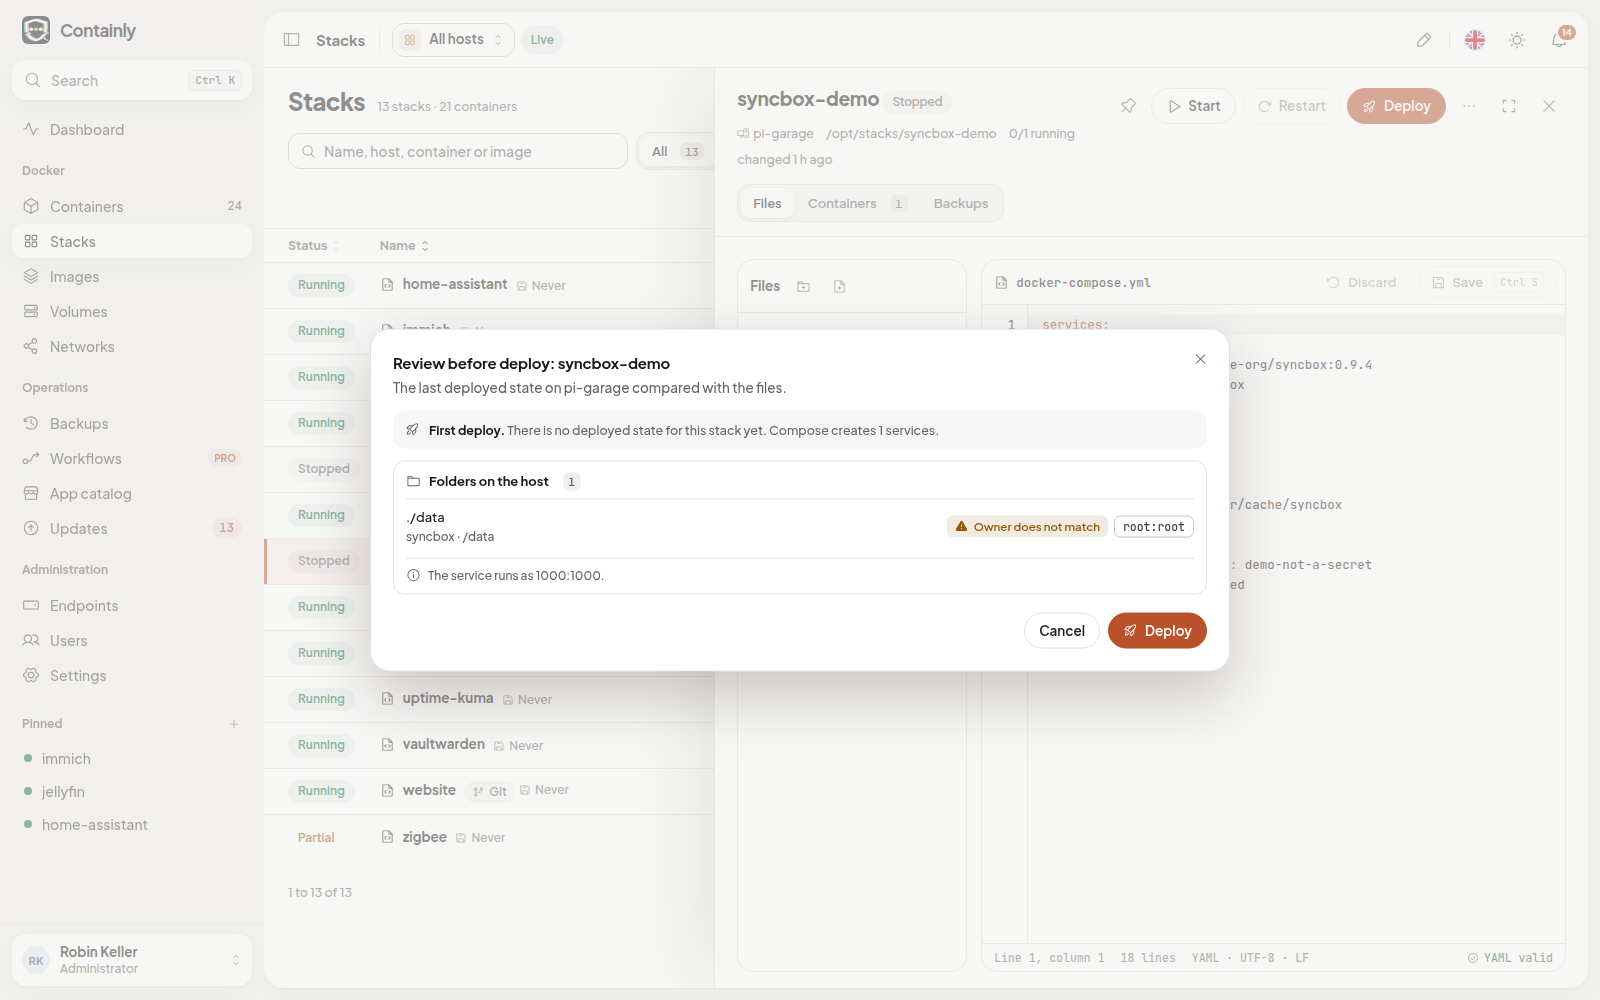 Containly
Search Ctrl K
Dashboard
Docker
Containers 24
Stacks
Images
Volumes
Networks
Operations
Backups
Workflows PRO
App catalog
Updates 13
Administration
Endpoints
Users
Settings
Pinned
immich
jellyfin
home-assistant
RK Robin Keller
Administrator
Stacks All hosts Live 14
Stacks 13 stacks · 21 containers
Name, host, container or image All 13
Status Name
Running home-assistant Never
Running immich
Running
Running
Stopped
Running
Stopped
Running
Running
Running uptime-kuma Never
Running vaultwarden Never
Running website Git Never
Partial zigbee Never
1 to 13 of 13
syncbox-demo Stopped Start Restart Deploy
pi-garage /opt/stacks/syncbox-demo 0/1 running
changed 1 h ago
Files Containers 1 Backups
Files
docker-compose.yml Discard Save Ctrl S
1 services:
e-org/syncbox:0.9.4
ox
r/cache/syncbox
: demo-not-a-secret
ed
Line 1, column 1 18 lines YAML · UTF-8 · LF YAML valid
Review before deploy: syncbox-demo
The last deployed state on pi-garage compared with the files.
First deploy. There is no deployed state for this stack yet. Compose creates 1 services.
Folders on the host 1
./data
syncbox · /data
Owner does not match root:root
The service runs as 1000:1000.
Cancel Deploy